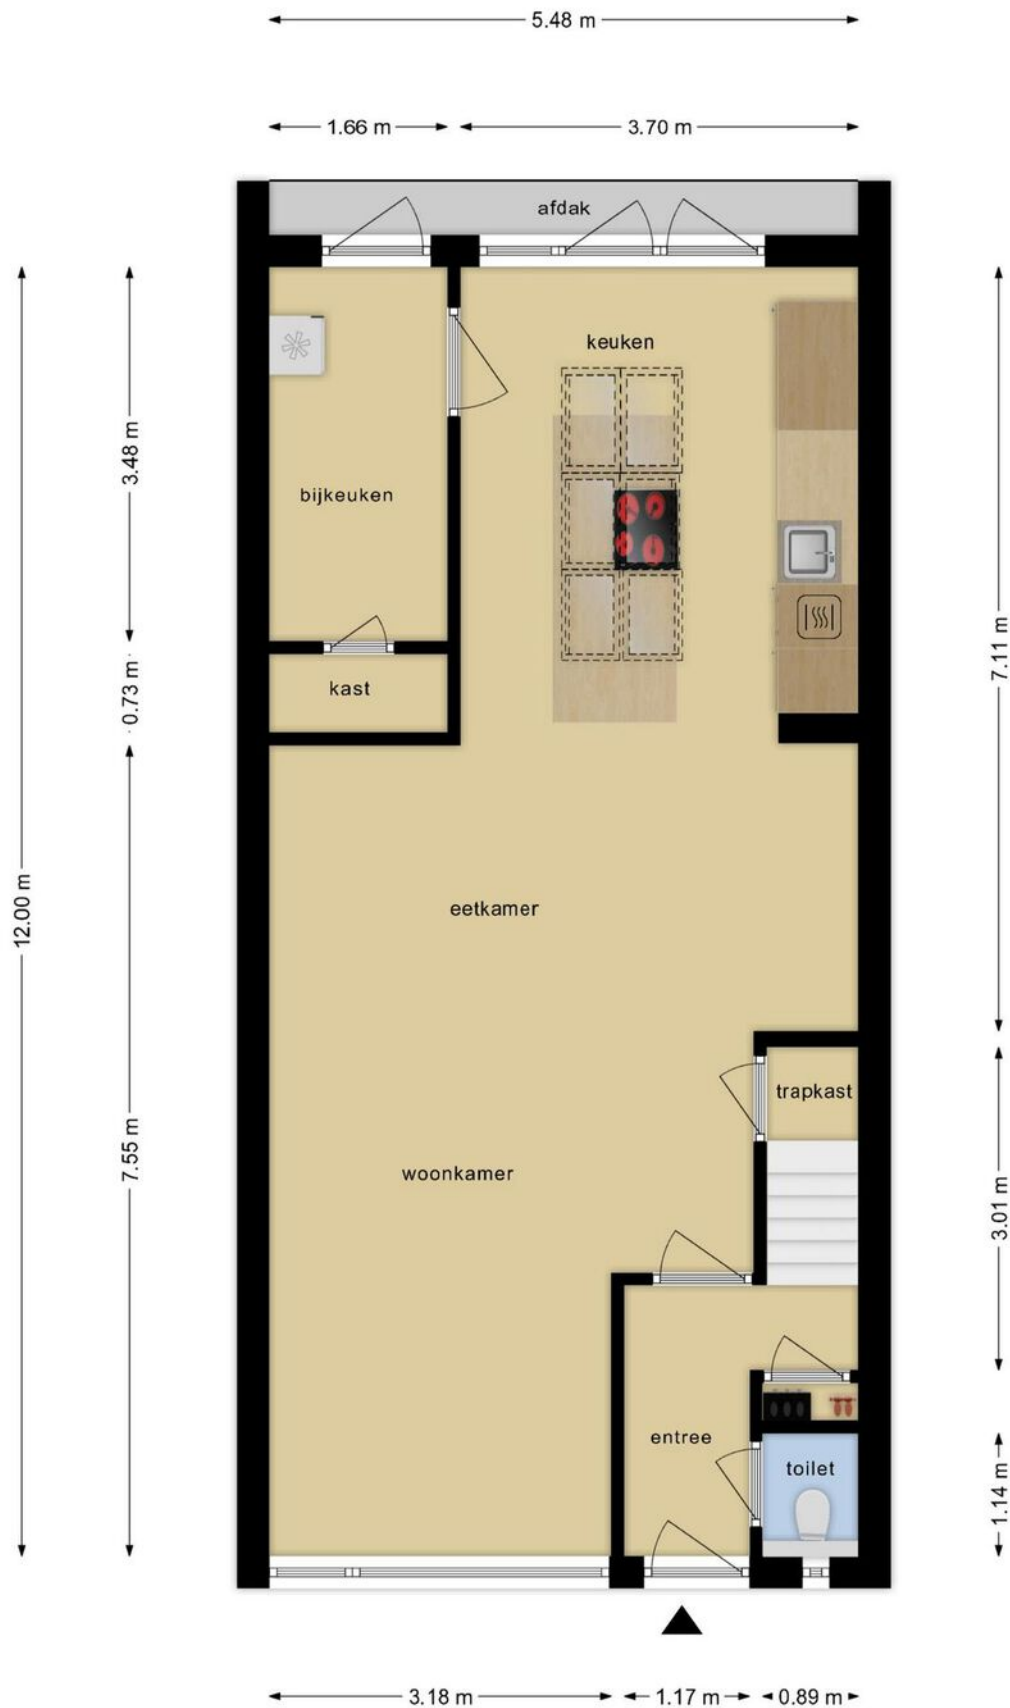 5.48 m
1.66 m
3.70 m
afdak
keuken
3.48 m
bijkeuken
7.11 m
kast
0.73 m
eetkamer
12.00 m
trapkast
7.55 m
woonkamer
3.01 m
entree
toilet
1.14 m
3.18 m
1.17 m
0.89 m